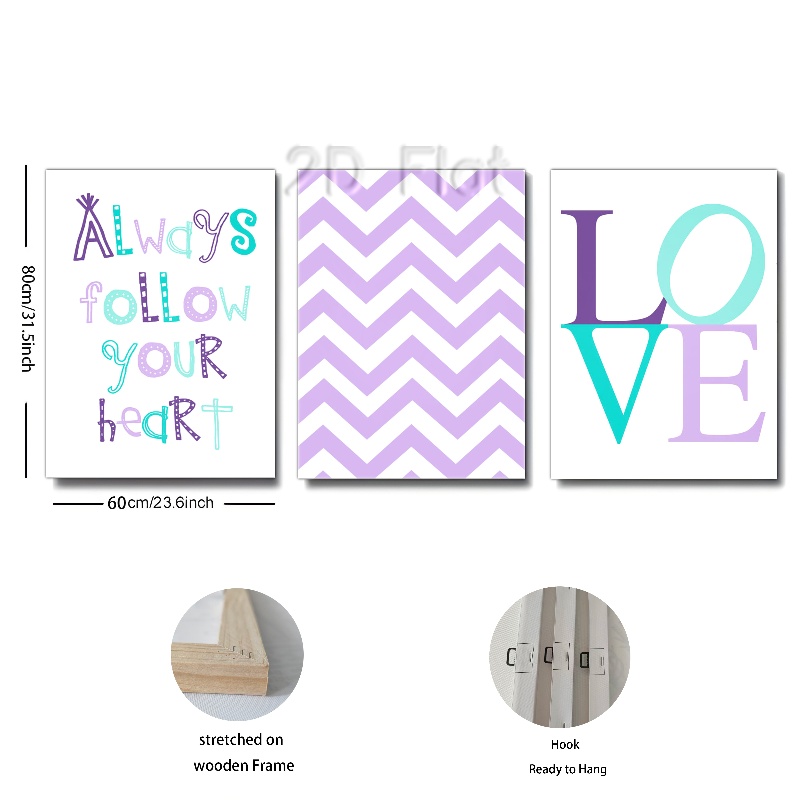 2D Flat
ALwayS
foLLOw
yOUR
heaRt
LO
VE
80cm/31.5inch
60cm/23.6inch
stretched on
wooden Frame
Hook
Ready to Hang